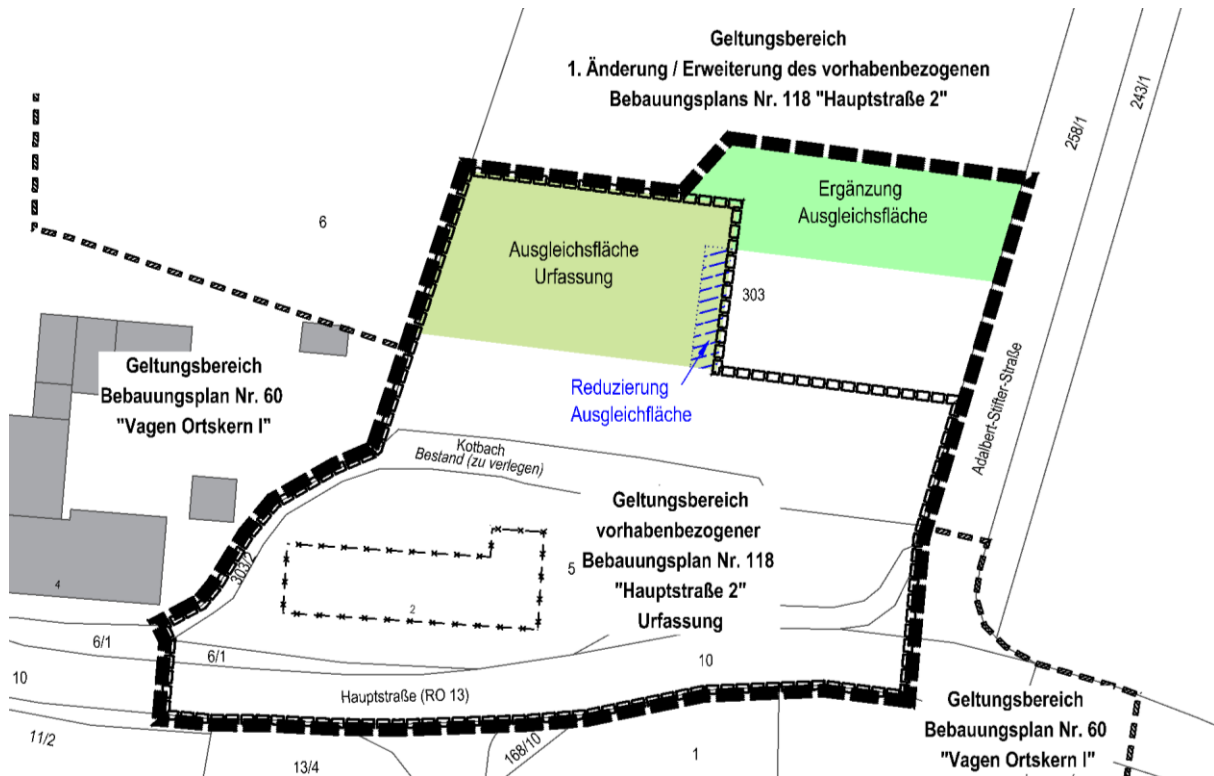 Geltungsbereich
1. Änderung / Erweiterung des vorhabenbezogenen
Bebauungsplans Nr. 118 "Hauptstraße 2"
258/1
243/1
6
Ergänzung
Ausgleichsfläche
Ausgleichsfläche
Urfassung
303
Geltungsbereich
Bebauungsplan Nr. 60
"Vagen Ortskern I"
Reduzierung
Ausgleichfläche
Adalbert-Stifter-Straße
Kotbach
Bestand (zu verlegen)
Geltungsbereich
vorhabenbezogener
Bebauungsplan Nr. 118
"Hauptstraße 2"
Urfassung
5
303/2
4
2
6/1
6/1
10
10
Hauptstraße (RO 13)
Geltungsbereich
Bebauungsplan Nr. 60
"Vagen Ortskern I"
11/2
13/4
168/10
1